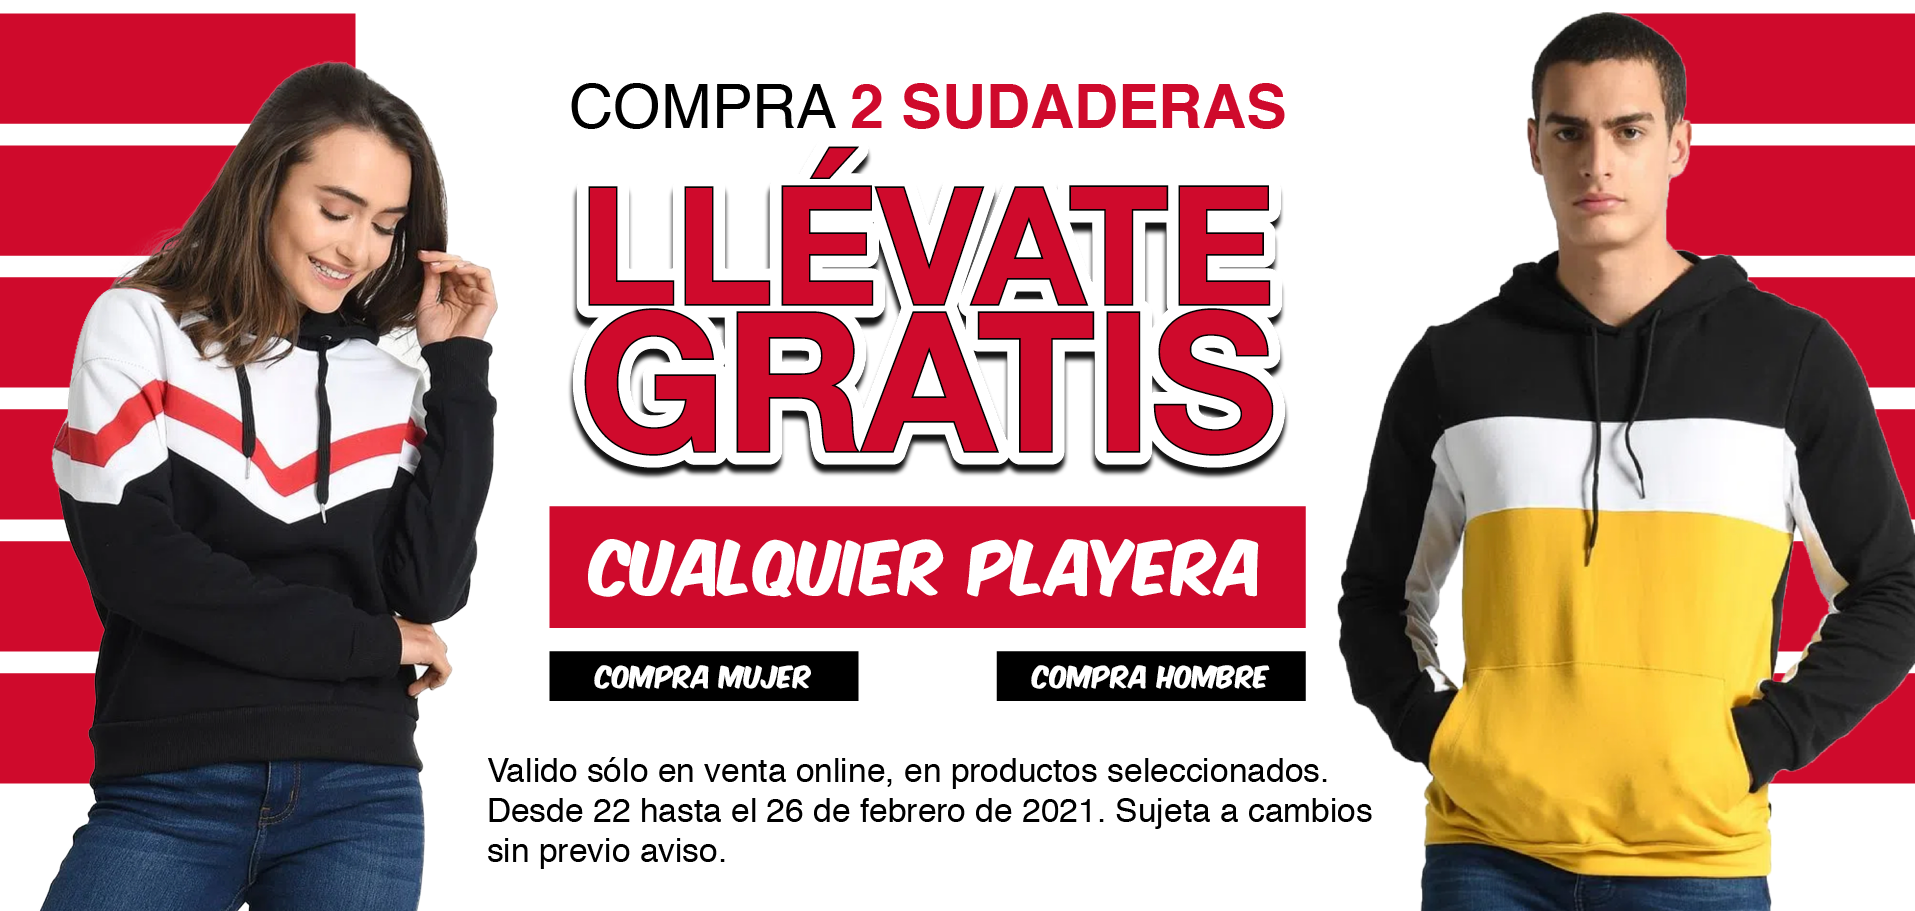 COMPRA 2 SUDADERAS
LLÉVATE
GRATIS
CUALQUIER PLAYERA
COMPRA MUJER
COMPRA HOMBRE
Valido sólo en venta online, en productos seleccionados.
Desde 22 hasta el 26 de febrero de 2021. Sujeta a cambios
sin previo aviso.